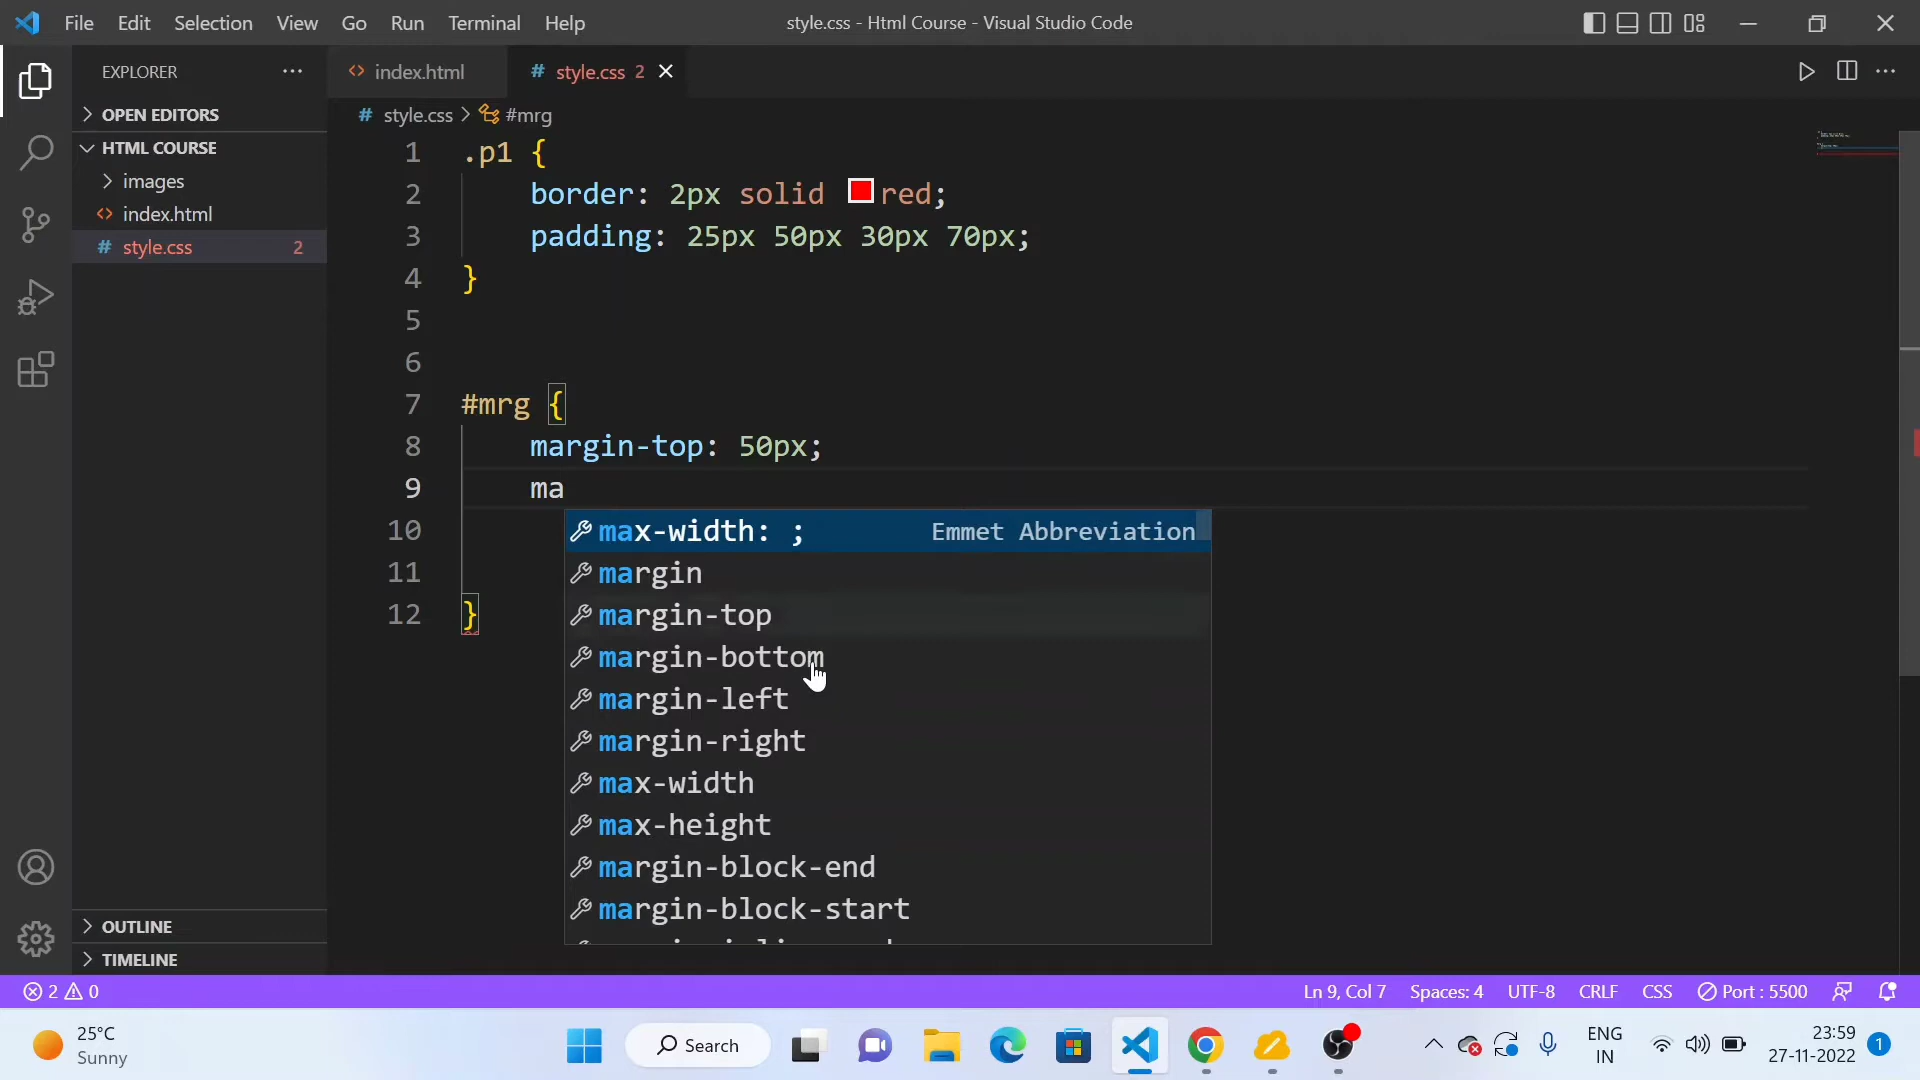 File Edit Selection View Go Run Terminal Help
style.css - Html Course - Visual Studio Code
EXPLORER
index.html
# style.css 2
OPEN EDITORS
# style.css > #mrg
HTML COURSE
images
index.html
# style.css 2
1 .p1 {
2 border: 2px solid red;
3 padding: 25px 50px 30px 70px;
4 }
5
6
7 #mrg {
8 margin-top: 50px;
9 ma
10
11
12 }
max-width: ; Emmet Abbreviation
margin
margin-top
margin-bottom
margin-left
margin-right
max-width
max-height
margin-block-end
margin-block-start
OUTLINE
TIMELINE
2 0
Ln 9, Col 7 Spaces: 4 UTF-8 CRLF CSS Port : 5500
25°C
Sunny
Search
ENG
IN
23:59
27-11-2022
1